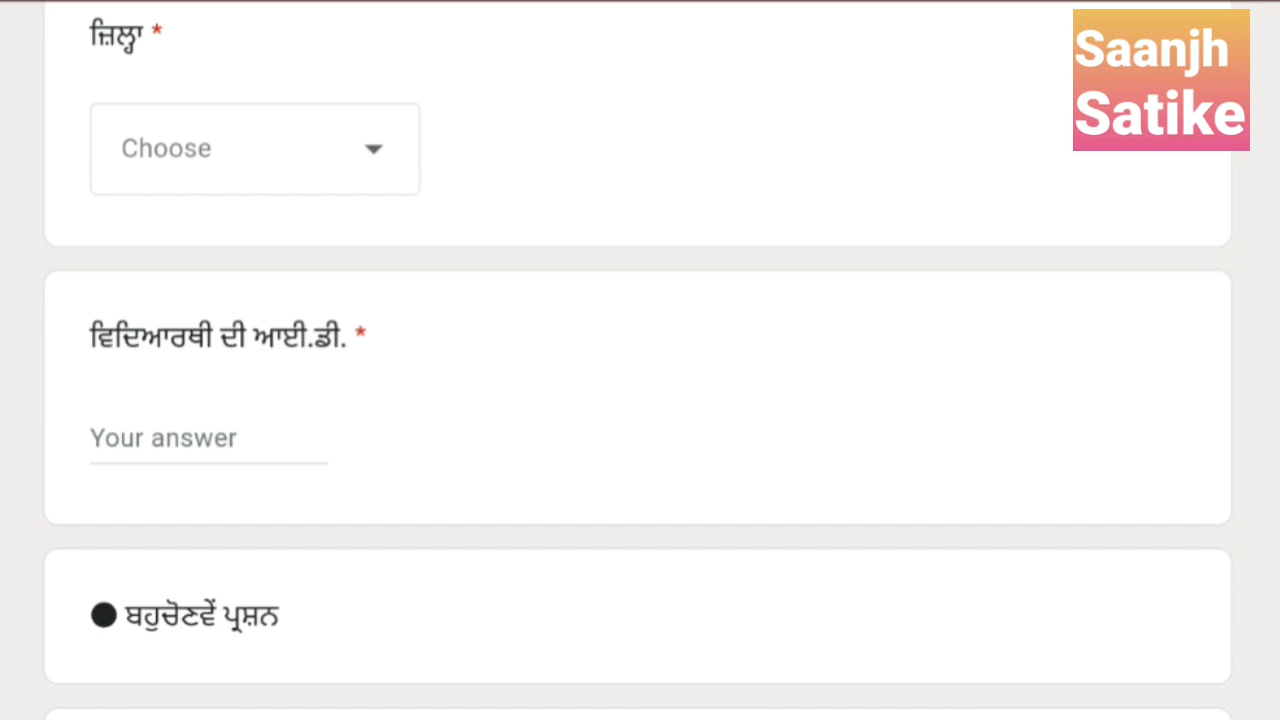 ਜ਼ਿਲ੍ਹਾ *
Saanjh
Satike
Choose
ਵਿਦਿਆਰਥੀ ਦੀ ਆਈ.ਡੀ. *
Your answer
● ਬਹੁਚੋਣਵੇਂ ਪ੍ਰਸ਼ਨ